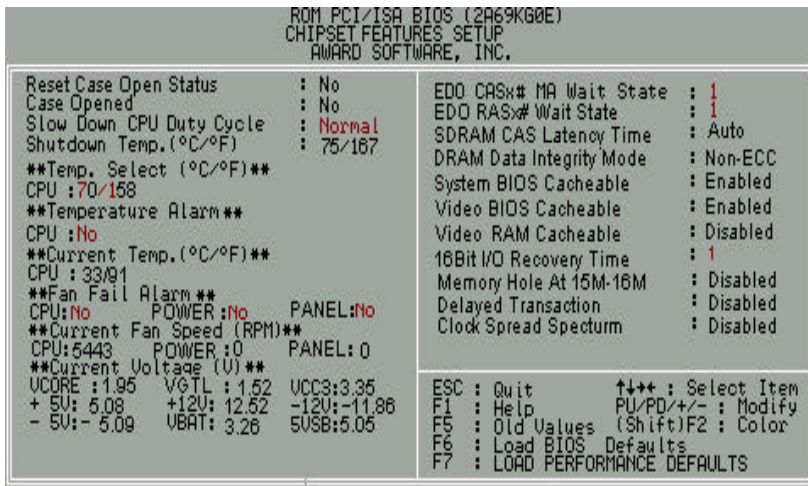 ROM PCI/ISA BIOS (2A69KG0E)
CHIPSET FEATURES SETUP
AWARD SOFTWARE, INC.
Reset Case Open Status : No
Case Opened : No
Slow Down CPU Duty Cycle : Normal
Shutdown Temp.(°C/°F) : 75/167
**Temp. Select (°C/°F)**
CPU :70/158
**Temperature Alarm**
CPU :No
**Current Temp.(°C/°F)**
CPU : 33/91
**Fan Fail Alarm**
CPU:No POWER :No PANEL:No
**Current Fan Speed (RPM)**
CPU:5443 POWER :0 PANEL: 0
**Current Voltage (V)**
VCORE :1.95 VGTL : 1.52 VCC3:3.35
+ 5V: 5.08 +12V: 12.52 -12V:-11.86
- 5V:- 5.09 VBAT: 3.26 5VSB:5.05
EDO CASx# MA Wait State : 1
EDO RASx# Wait State : 1
SDRAM CAS Latency Time : Auto
DRAM Data Integrity Mode : Non-ECC
System BIOS Cacheable : Enabled
Video BIOS Cacheable : Enabled
Video RAM Cacheable : Disabled
16Bit I/O Recovery Time : 1
Memory Hole At 15M-16M : Disabled
Delayed Transaction : Disabled
Clock Spread Specturm : Disabled
ESC : Quit ↑↓→← : Select Item
F1 : Help PU/PD/+/- : Modify
F5 : Old Values (Shift)F2 : Color
F6 : Load BIOS Defaults
F7 : LOAD PERFORMANCE DEFAULTS